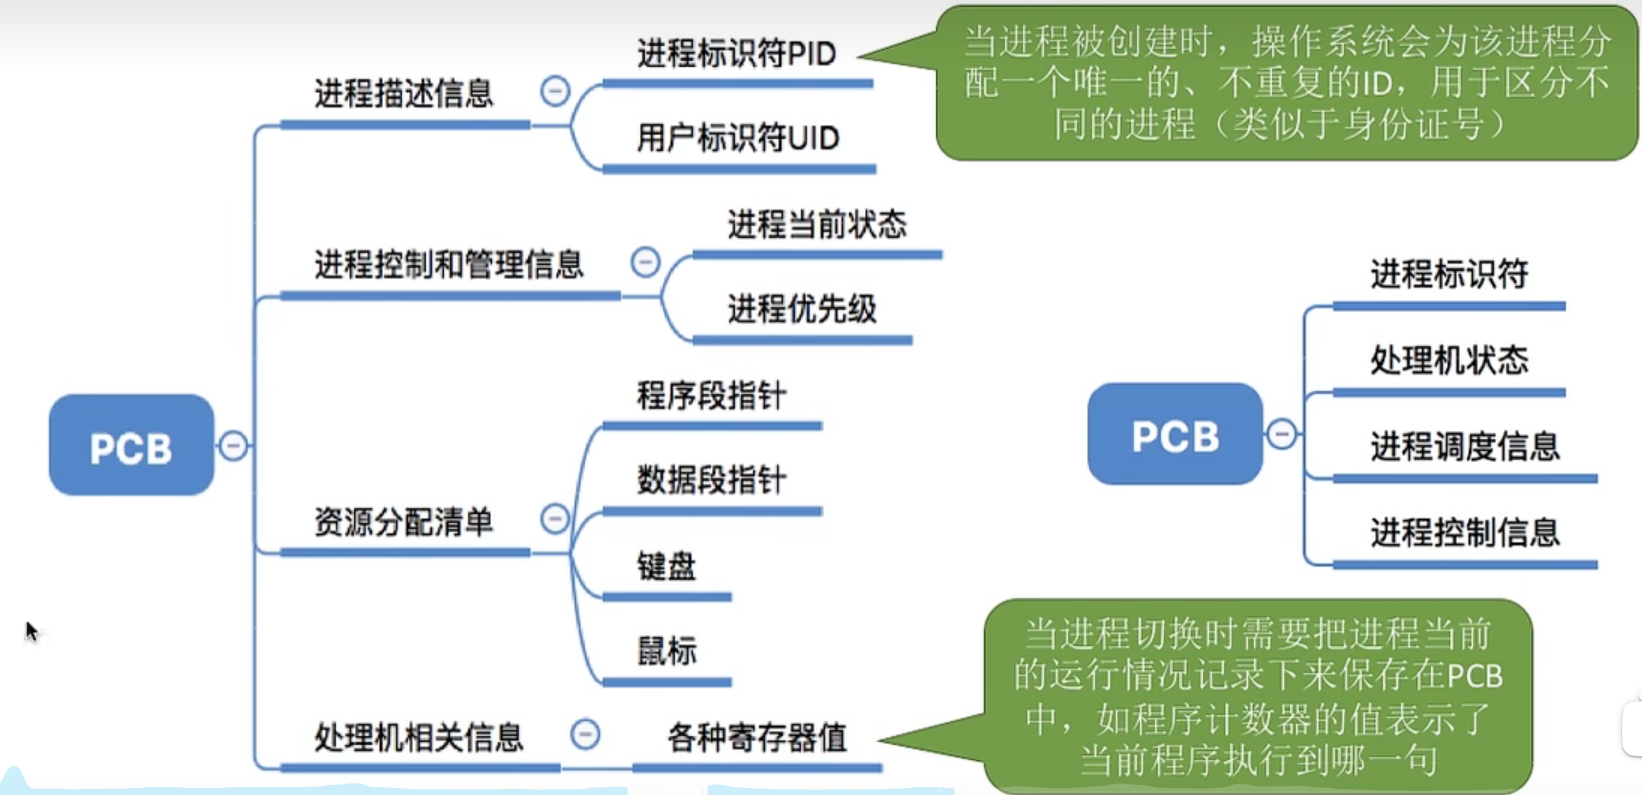 PCB
进程描述信息
进程标识符PID
用户标识符UID
进程控制和管理信息
进程当前状态
进程优先级
资源分配清单
程序段指针
数据段指针
键盘
鼠标
处理机相关信息
各种寄存器值
当进程被创建时，操作系统会为该进程分
配一个唯一的、不重复的ID，用于区分不
同的进程（类似于身份证号）
PCB
进程标识符
处理机状态
进程调度信息
进程控制信息
当进程切换时需要把进程当前
的运行情况记录下来保存在PCB
中，如程序计数器的值表示了
当前程序执行到哪一句